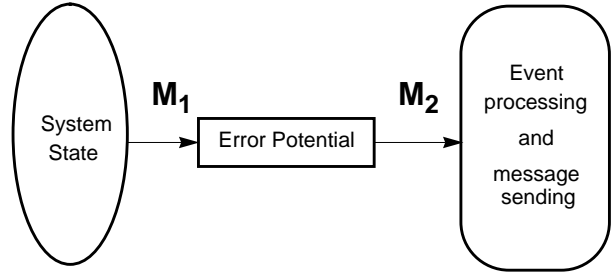 System
State
M1
Error Potential
M2
Event
processing
and
message
sending